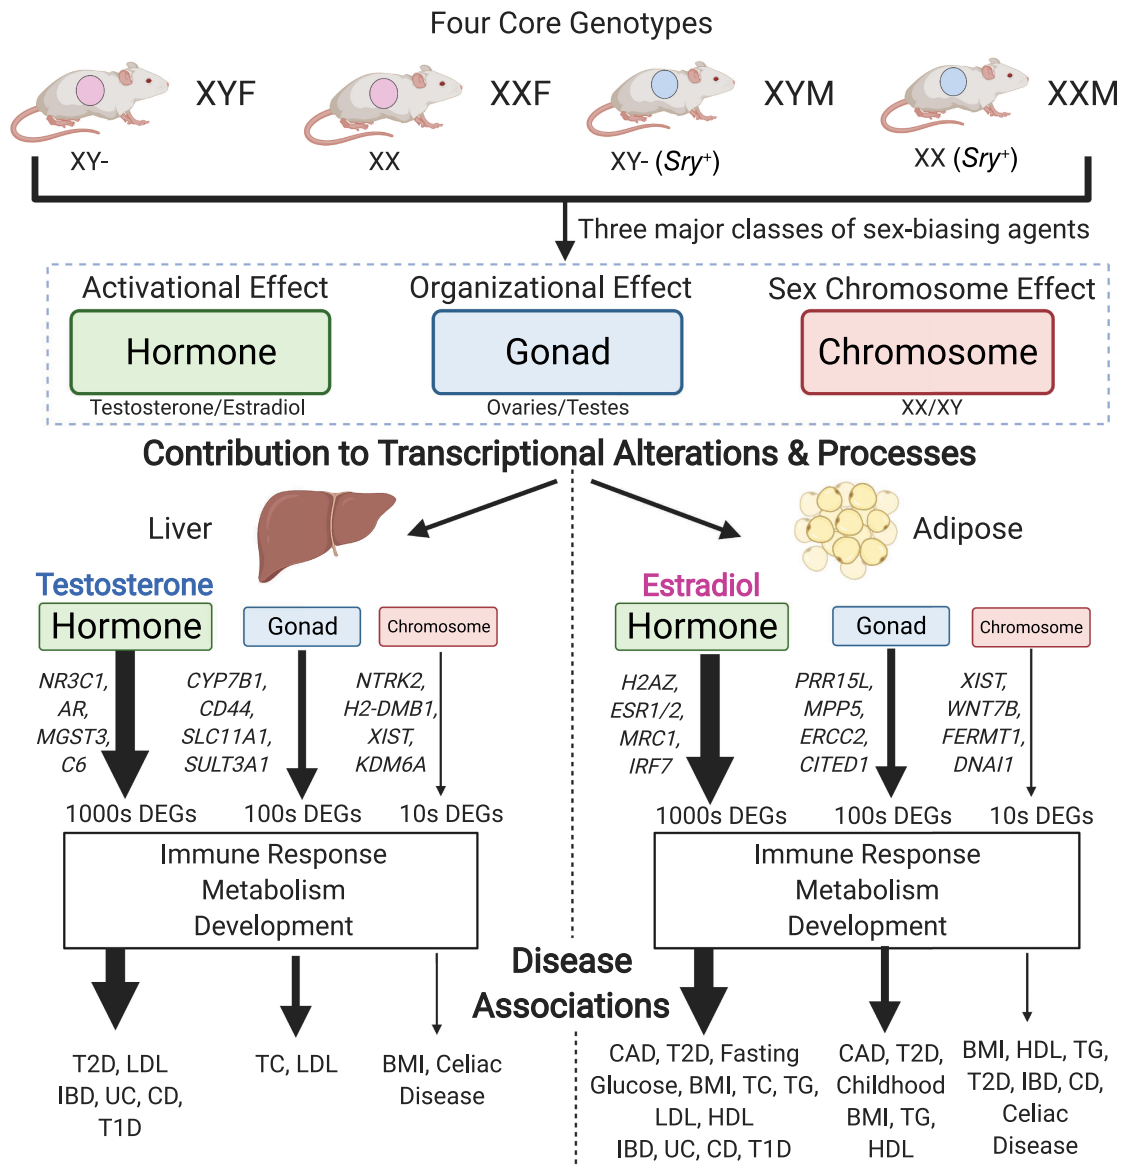 Four Core Genotypes
XYF
XXF
XYM
XXM
XY-
XX
XY- (Sry⁺)
XX (Sry⁺)
Three major classes of sex-biasing agents
Activational Effect
Hormone
Testosterone/Estradiol
Organizational Effect
Gonad
Ovaries/Testes
Sex Chromosome Effect
Chromosome
XX/XY
Contribution to Transcriptional Alterations & Processes
Liver
Testosterone
Hormone
NR3C1,
AR,
MGST3,
C6
1000s DEGs
Gonad
CYP7B1,
CD44,
SLC11A1,
SULT3A1
100s DEGs
Chromosome
NTRK2,
H2-DMB1,
XIST,
KDM6A
10s DEGs
Immune Response
Metabolism
Development
Adipose
Estradiol
Hormone
H2AZ,
ESR1/2,
MRC1,
IRF7
1000s DEGs
Gonad
PRR15L,
MPP5,
ERCC2,
CITED1
100s DEGs
Chromosome
XIST,
WNT7B,
FERMT1,
DNAI1
10s DEGs
Immune Response
Metabolism
Development
Disease
Associations
T2D, LDL
IBD, UC, CD,
T1D
TC, LDL
BMI, Celiac
Disease
CAD, T2D, Fasting
Glucose, BMI, TC, TG,
LDL, HDL
IBD, UC, CD, T1D
CAD, T2D,
Childhood
BMI, TG,
HDL
BMI, HDL, TG,
T2D, IBD, CD,
Celiac
Disease